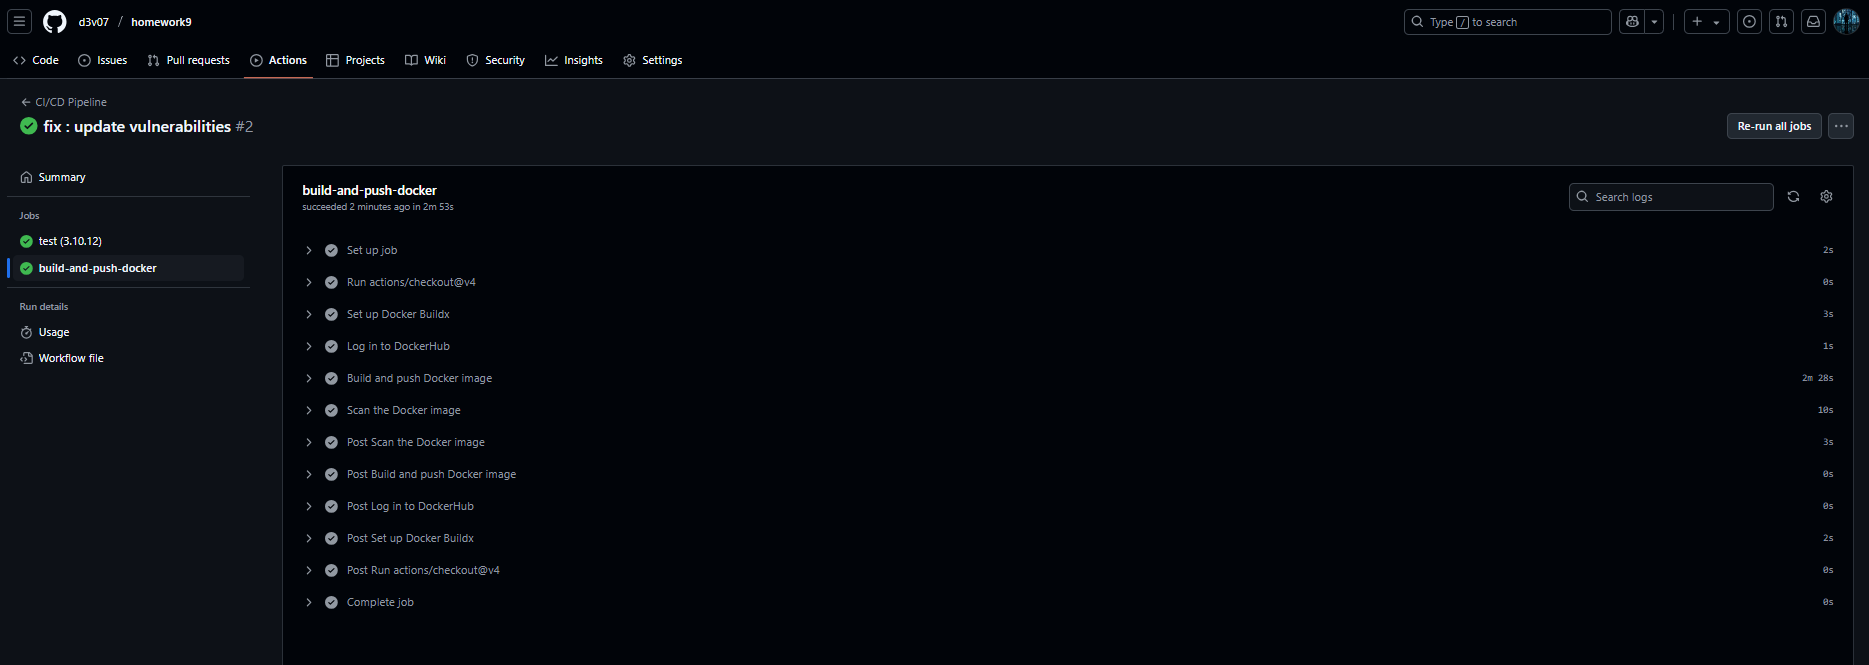 d3v07 / homework9
Type / to search
Code Issues Pull requests Actions Projects Wiki Security Insights Settings
CI/CD Pipeline
fix : update vulnerabilities #2
Re-run all jobs
Summary
Jobs
test (3.10.12)
build-and-push-docker
Run details
Usage
Workflow file
build-and-push-docker
succeeded 2 minutes ago in 2m 53s
Search logs
Set up job 2s
Run actions/checkout@v4 0s
Set up Docker Buildx 3s
Log in to DockerHub 1s
Build and push Docker image 2m 28s
Scan the Docker image 10s
Post Scan the Docker image 3s
Post Build and push Docker image 0s
Post Log in to DockerHub 0s
Post Set up Docker Buildx 2s
Post Run actions/checkout@v4 0s
Complete job 0s